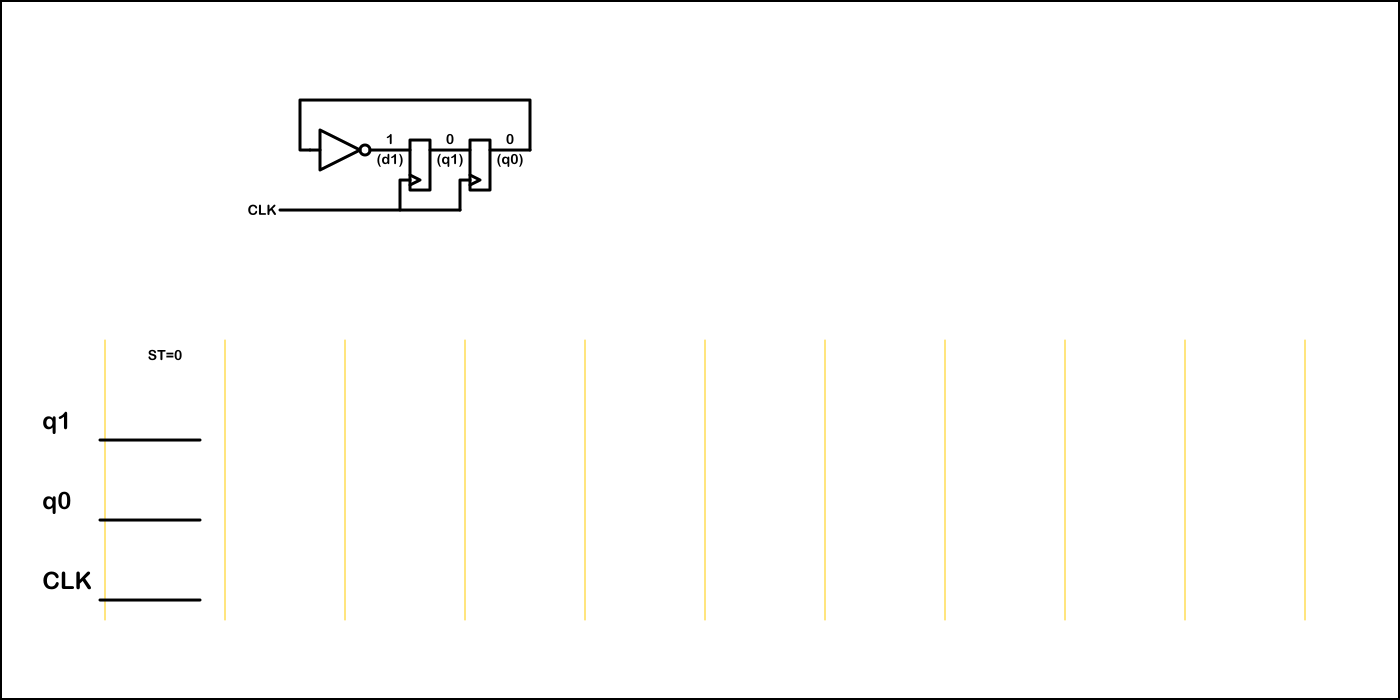 1 0 0
(d1) (q1) (q0)
CLK
ST=0
q1
q0
CLK